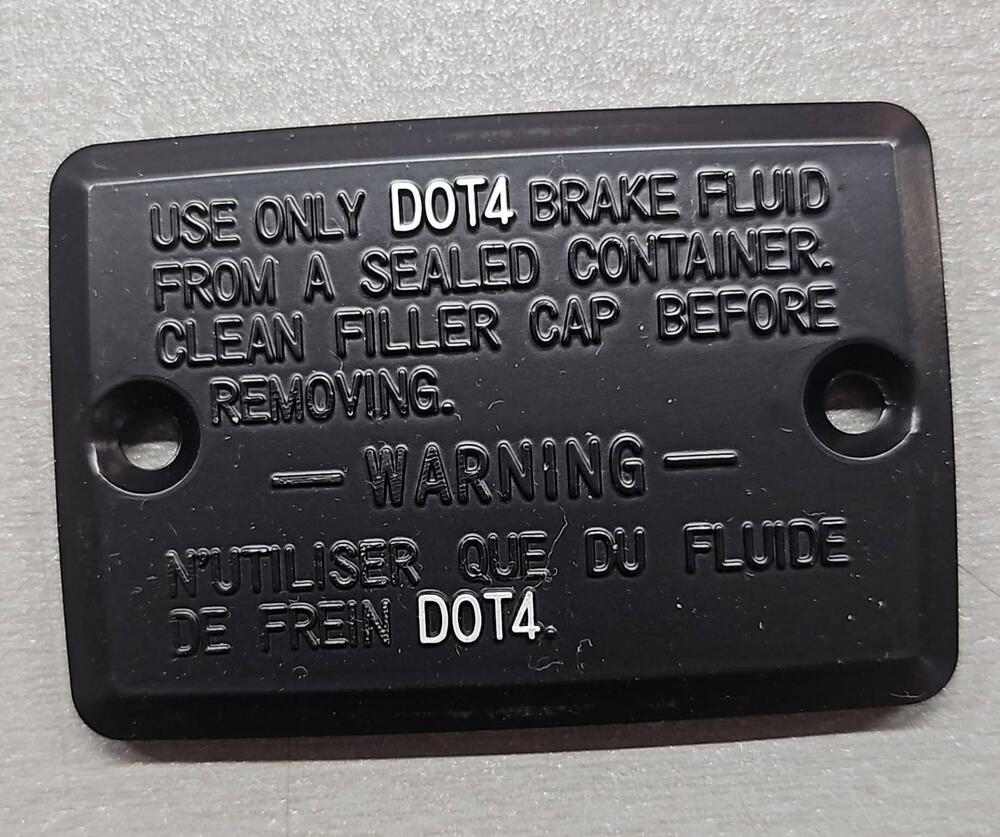 USE ONLY DOT4 BRAKE FLUID
FROM A SEALED CONTAINER.
CLEAN FILLER CAP BEFORE
REMOVING.
— WARNING —
N'UTILISER QUE DU FLUIDE
DE FREIN DOT4.